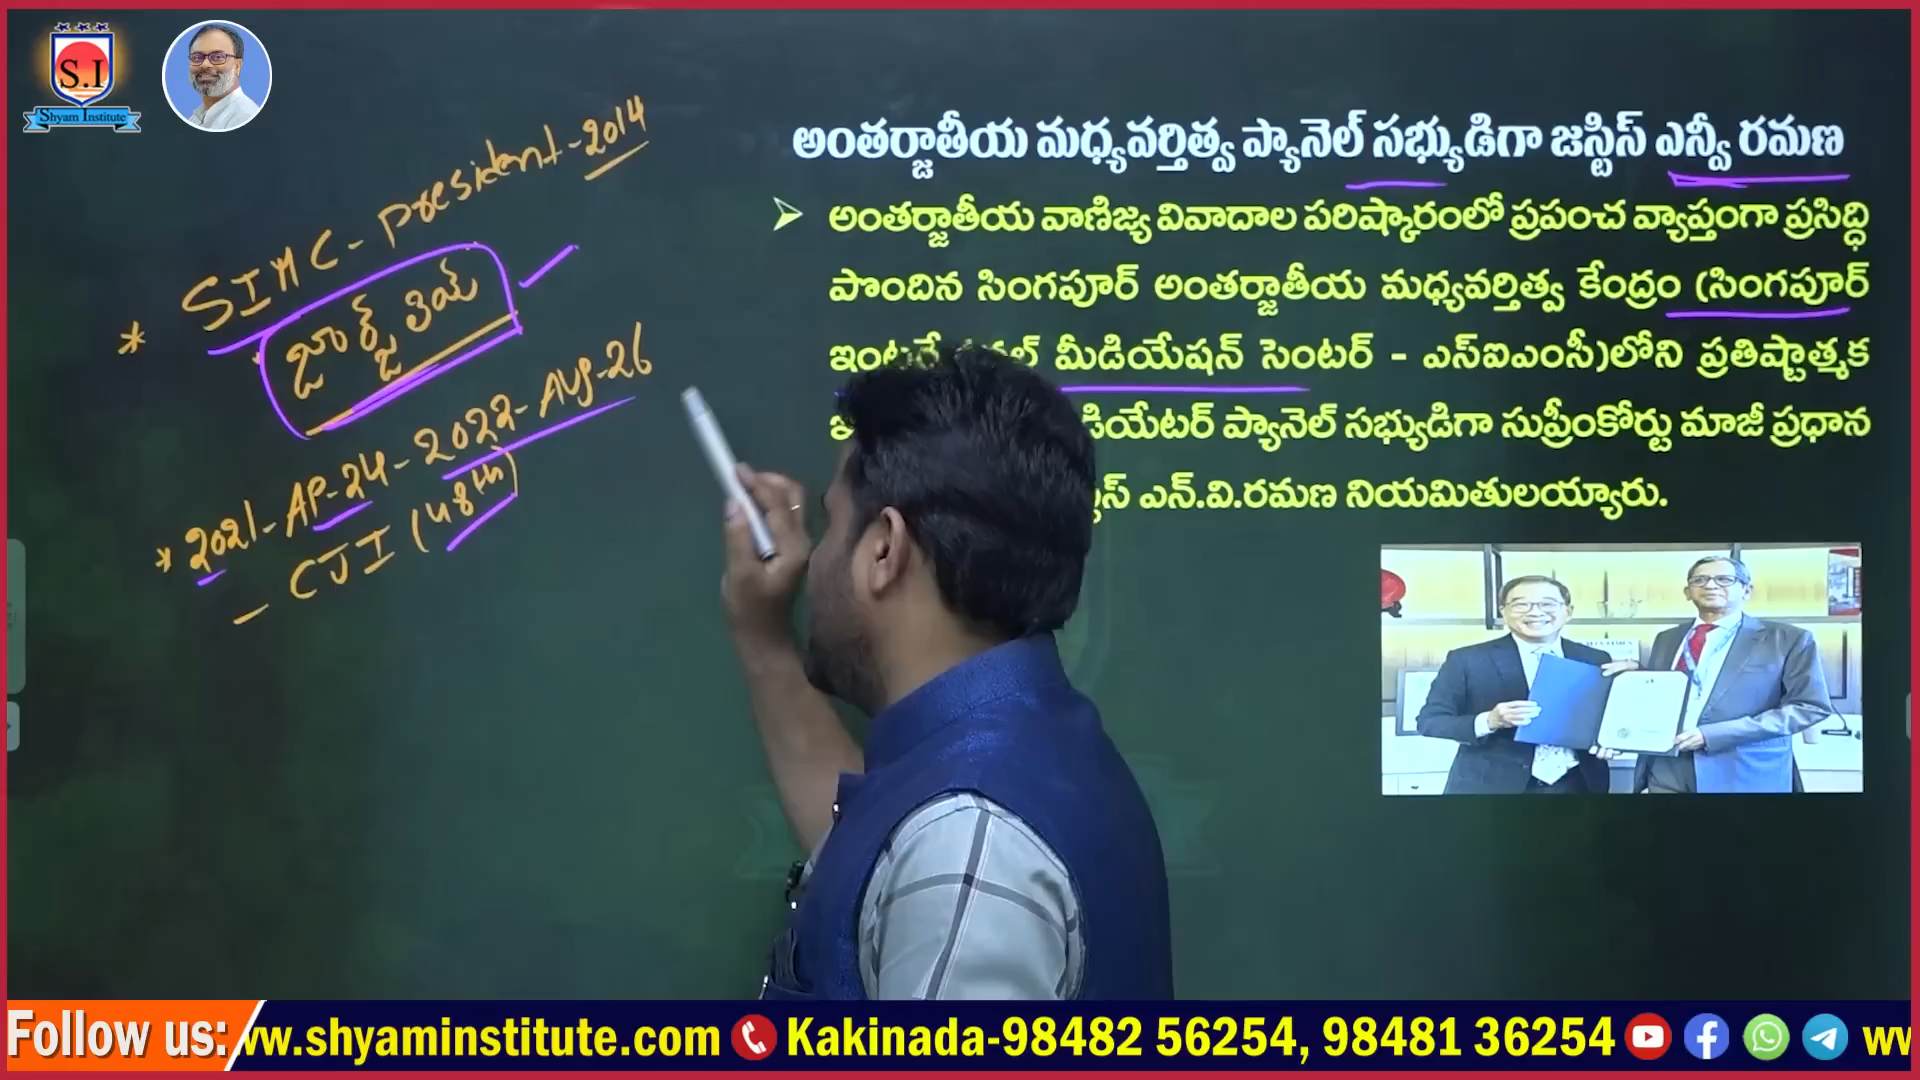 S.I
Shyam Institute
* SIMC - president - 2014
జార్జ్ లిమ్
* 2021 - AP-24 - 2022 - Aug-26
- CJI (48th)
అంతర్జాతీయ మధ్యవర్తిత్వ ప్యానెల్ సభ్యుడిగా జస్టిస్ ఎన్వీ రమణ
అంతర్జాతీయ వాణిజ్య వివాదాల పరిష్కారంలో ప్రపంచ వ్యాప్తంగా ప్రసిద్ధి
పొందిన సింగపూర్ అంతర్జాతీయ మధ్యవర్తిత్వ కేంద్రం (సింగపూర్
మీడియేషన్ సెంటర్ - ఎస్ఐఎంసీ)లోని ప్రతిష్టాత్మక
ప్యానెల్ సభ్యుడిగా సుప్రీంకోర్టు మాజీ ప్రధాన
ఎన్.వి.రమణ నియమితులయ్యారు.
Follow us: ww.shyaminstitute.com Kakinada-98482 56254, 98481 36254